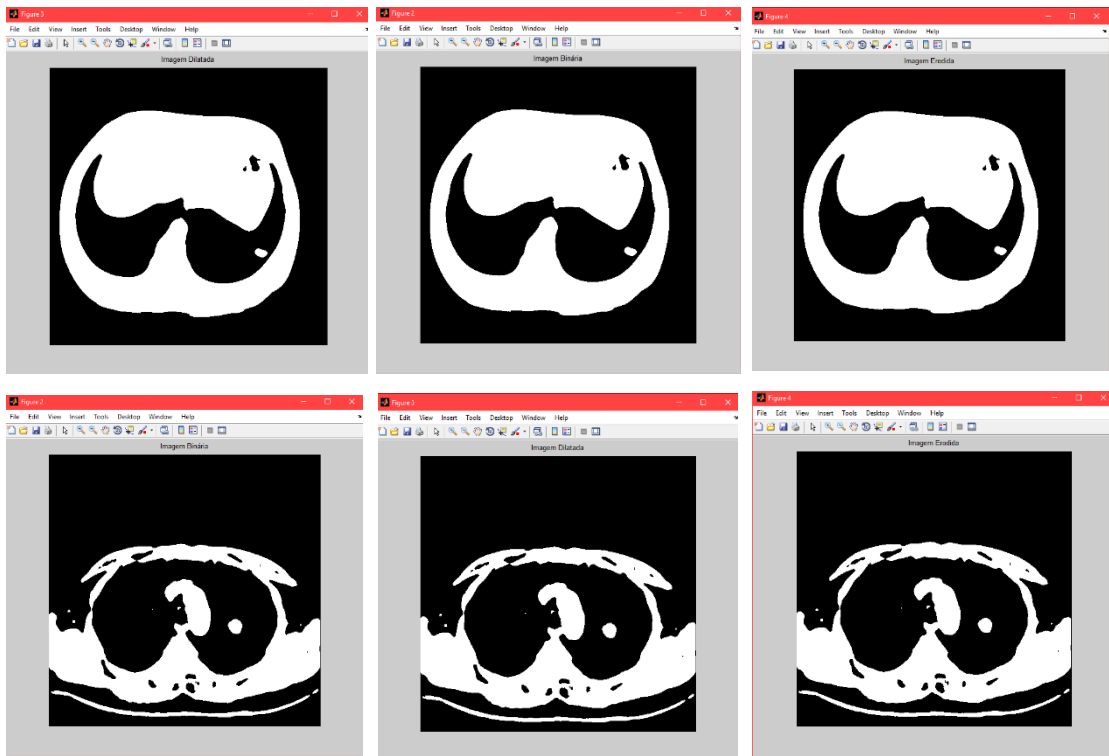 Figure 3
File Edit View Insert Tools Desktop Window Help
Imagem Dilatada
Figure 2
File Edit View Insert Tools Desktop Window Help
Imagem Binária
Figure 4
File Edit View Insert Tools Desktop Window Help
Imagem Eredida
Figure 2
File Edit View Insert Tools Desktop Window Help
Imagem Binária
Figure 3
File Edit View Insert Tools Desktop Window Help
Imagem Dilatada
Figure 4
File Edit View Insert Tools Desktop Window Help
Imagem Eredida